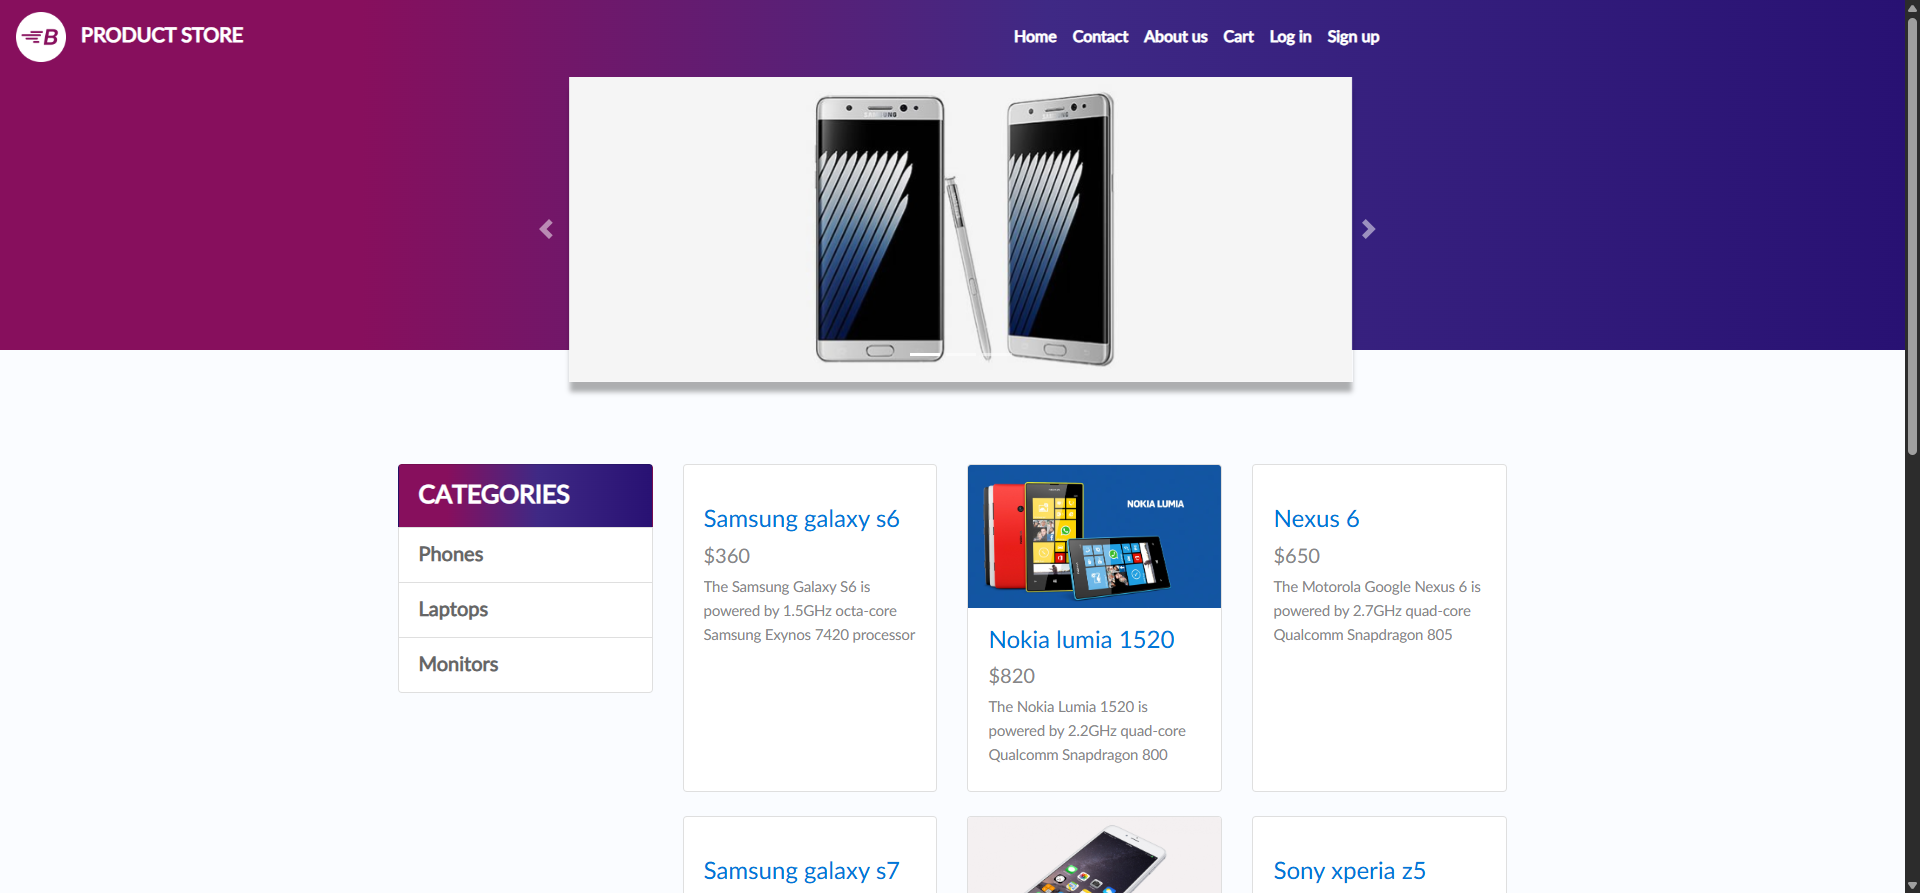 B PRODUCT STORE
Home Contact About us Cart Log in Sign up
SAMSUNG
CATEGORIES
Phones
Laptops
Monitors
Samsung galaxy s6
$360
The Samsung Galaxy S6 is
powered by 1.5GHz octa-core
Samsung Exynos 7420 processor
NOKIA LUMIA
Nokia lumia 1520
$820
The Nokia Lumia 1520 is
powered by 2.2GHz quad-core
Qualcomm Snapdragon 800
Nexus 6
$650
The Motorola Google Nexus 6 is
powered by 2.7GHz quad-core
Qualcomm Snapdragon 805
Samsung galaxy s7
Sony xperia z5